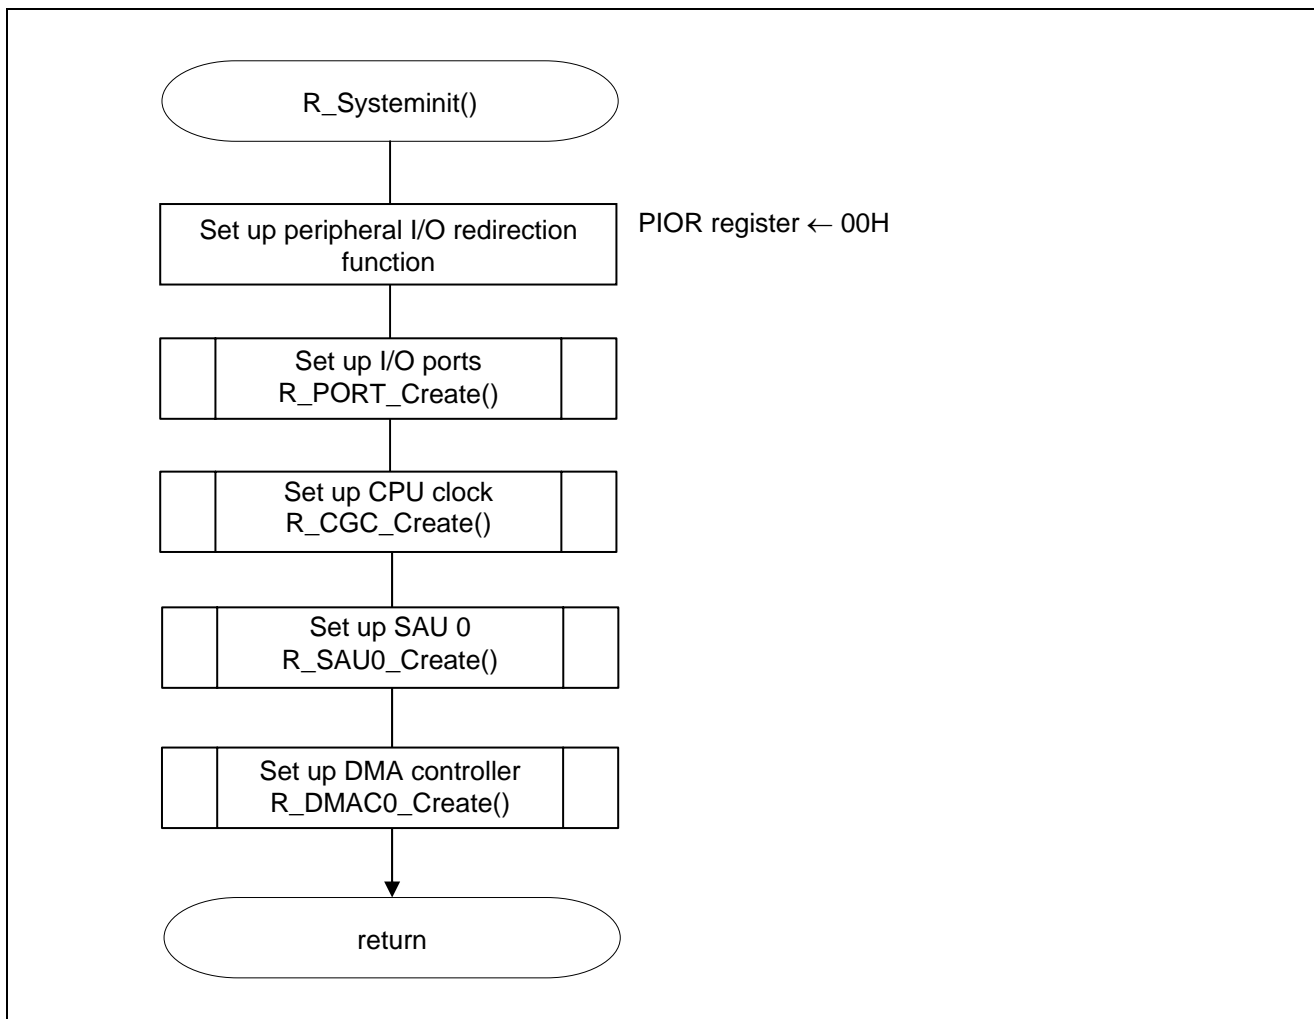 R_Systeminit()
Set up peripheral I/O redirection
function
PIOR register ← 00H
Set up I/O ports
R_PORT_Create()
Set up CPU clock
R_CGC_Create()
Set up SAU 0
R_SAU0_Create()
Set up DMA controller
R_DMAC0_Create()
return